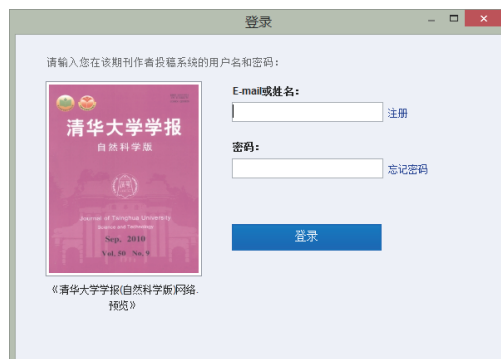 登录
请输入您在该期刊作者投稿系统的用户名和密码：
清华大学学报
自然科学版
Journal of Tsinghua University
Science and Technology
Sep. 2010
Vol. 50 No. 9
《清华大学学报(自然科学版)网络.
预览》
E-mail或姓名：
注册
密码：
忘记密码
登录